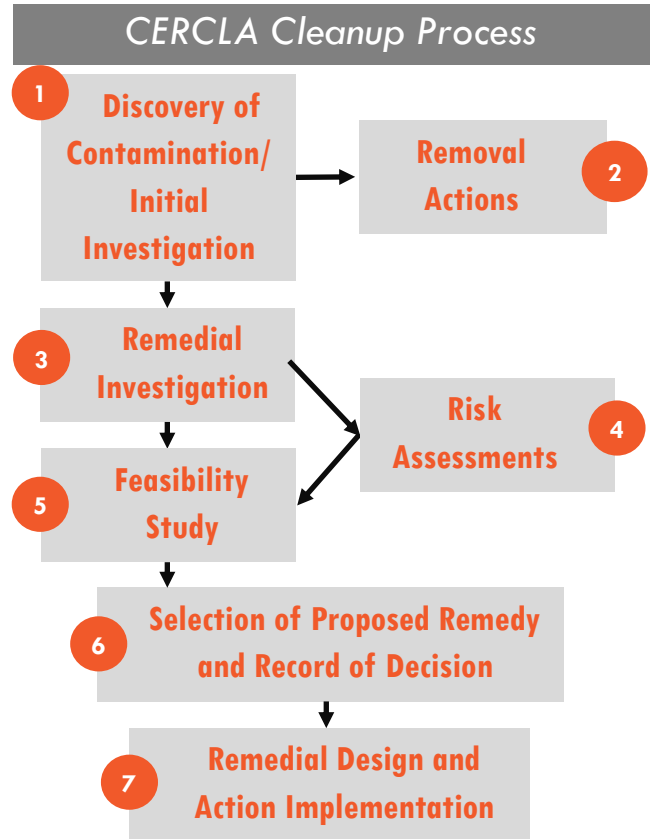 CERCLA Cleanup Process
1
Discovery of
Contamination/
Initial
Investigation
Removal
Actions
2
3
Remedial
Investigation
Risk
Assessments
4
5
Feasibility
Study
6
Selection of Proposed Remedy
and Record of Decision
7
Remedial Design and
Action Implementation